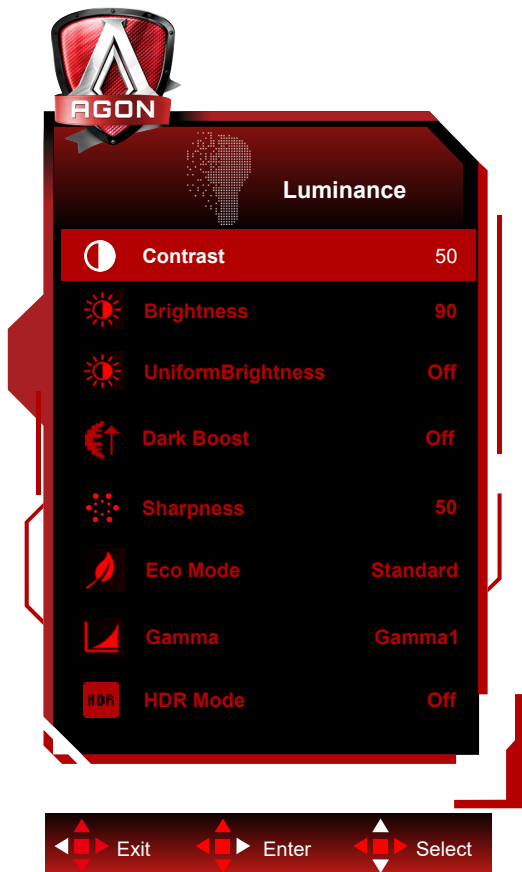 AGON
Luminance
Contrast 50
Brightness 90
UniformBrightness Off
Dark Boost Off
Sharpness 50
Eco Mode Standard
Gamma Gamma1
HDR HDR Mode Off
Exit Enter Select